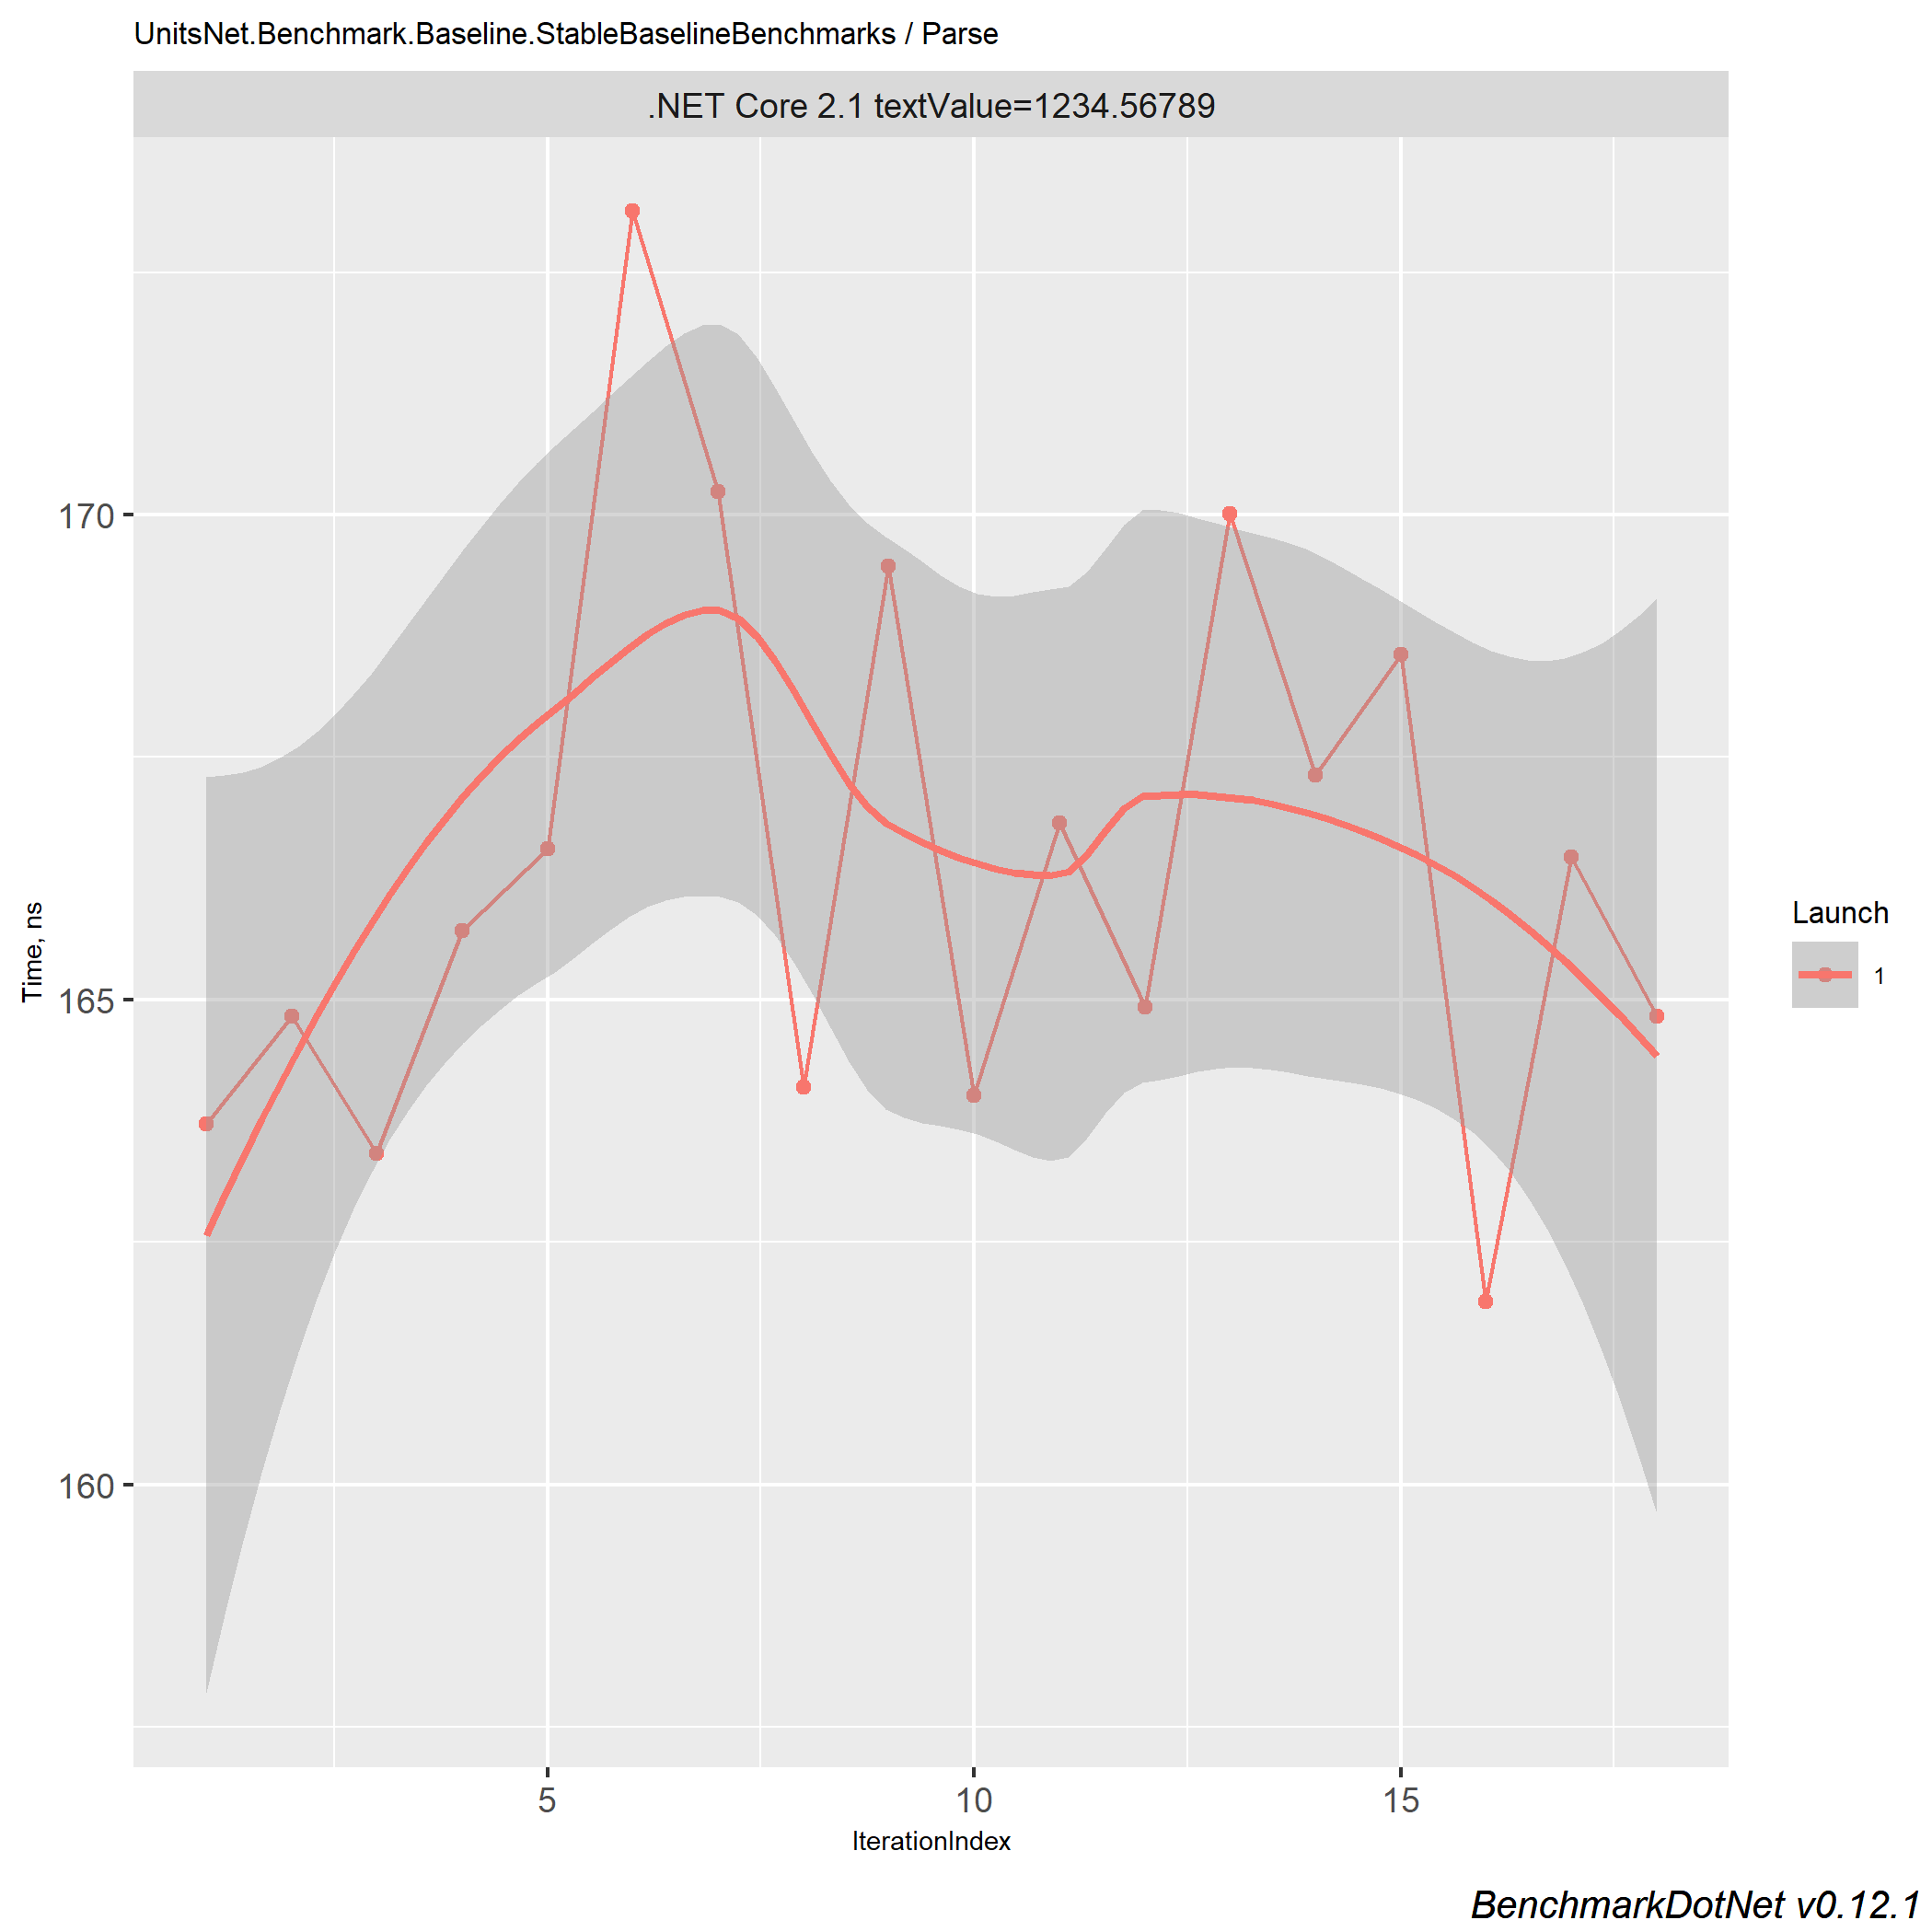 UnitsNet.Benchmark.Baseline.StableBaselineBenchmarks / Parse
.NET Core 2.1 textValue=1234.56789
170
165
160
Time, ns
5
10
15
IterationIndex
Launch
1
BenchmarkDotNet v0.12.1